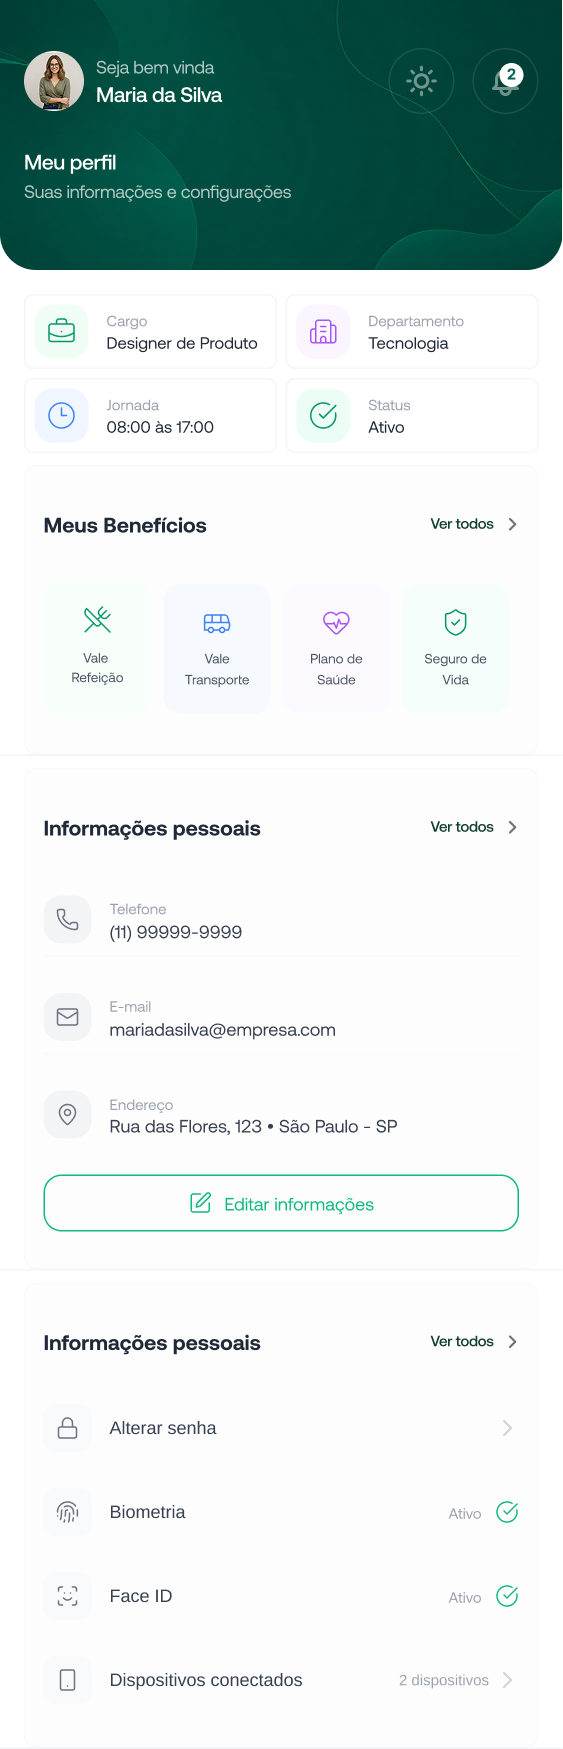 Seja bem vinda
Maria da Silva
2
Meu perfil
Suas informações e configurações
Cargo
Designer de Produto
Departamento
Tecnologia
Jornada
08:00 às 17:00
Status
Ativo
Meus Benefícios
Ver todos
Vale
Refeição
Vale
Transporte
Plano de
Saúde
Seguro de
Vida
Informações pessoais
Ver todos
Telefone
(11) 99999-9999
E-mail
mariadasilva@empresa.com
Endereço
Rua das Flores, 123 • São Paulo - SP
Editar informações
Informações pessoais
Ver todos
Alterar senha
Biometria
Ativo
Face ID
Ativo
Dispositivos conectados
2 dispositivos